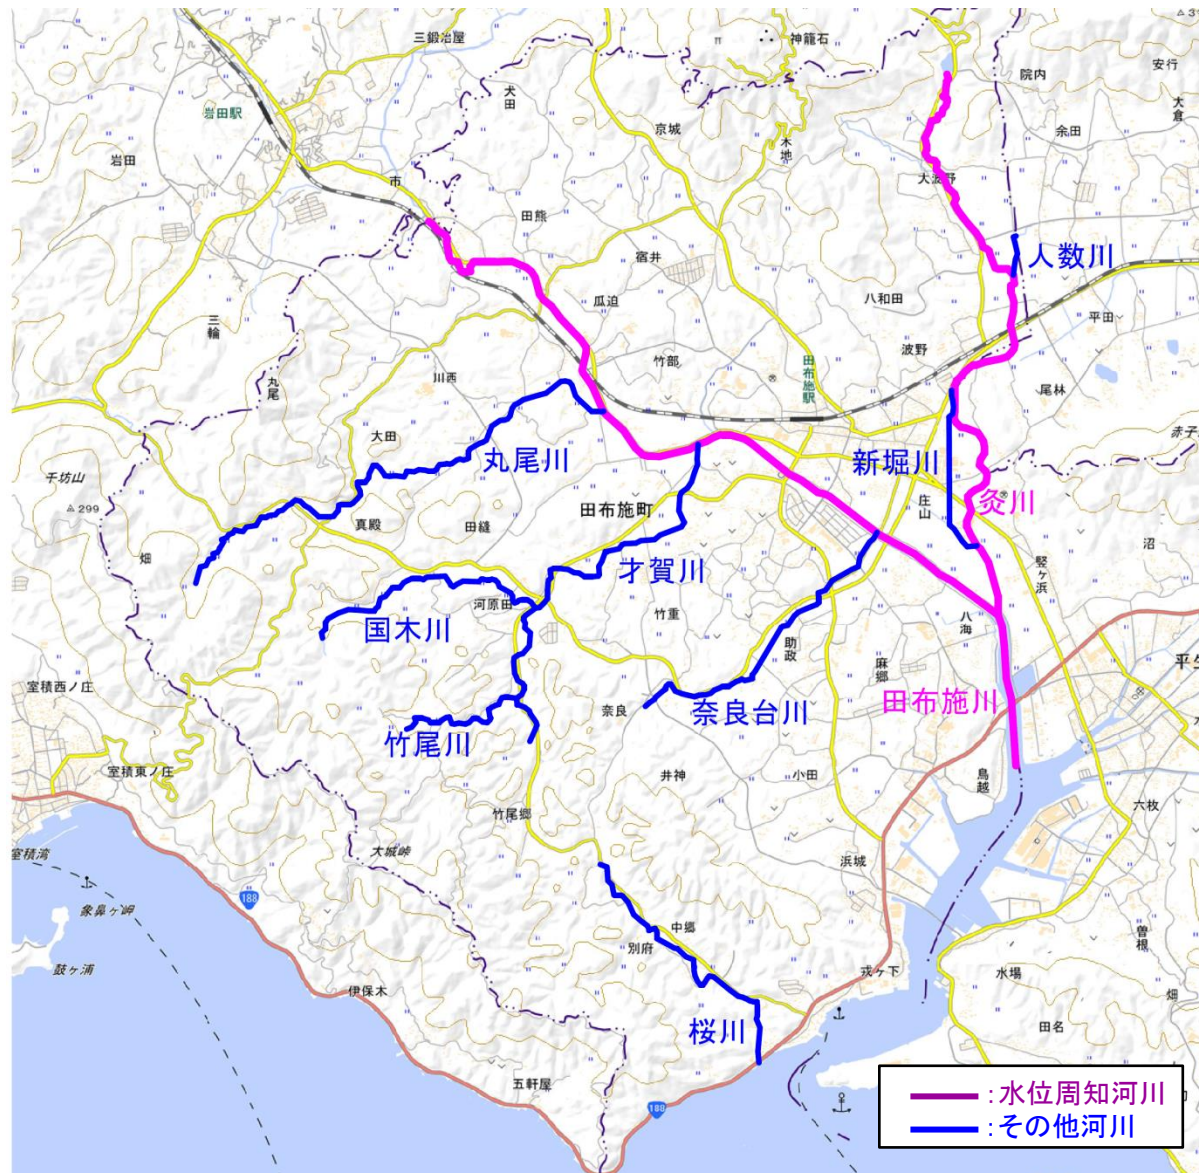 三鍛冶屋
神籠石
院内
安行
大倉
犬田
岩田駅
京城
木地
余田
岩田
市
大波野
田熊
人数川
宿井
八和田
瓜迫
平田
三輪
波野
竹部
田布施駅
丸尾
川西
尾林
大田
赤子
丸尾川
新堀川
千坊山
299
庄山
灸川
田布施町
真殿
田縫
沼
畑
才賀川
竪ヶ浜
河原田
竹重
国木川
八海
助政
麻郷
平生
室積西ノ庄
奈良
奈良台川
田布施川
竹尾川
室積東ノ庄
井神
小田
鳥越
六枚
竹尾郷
室積湾
大城峠
浜城
188
象鼻ヶ岬
中郷
別府
曽根
鼓ヶ浦
戎ヶ下
水場
伊保木
畑
田名
桜川
五軒屋
188
:水位周知河川
:その他河川